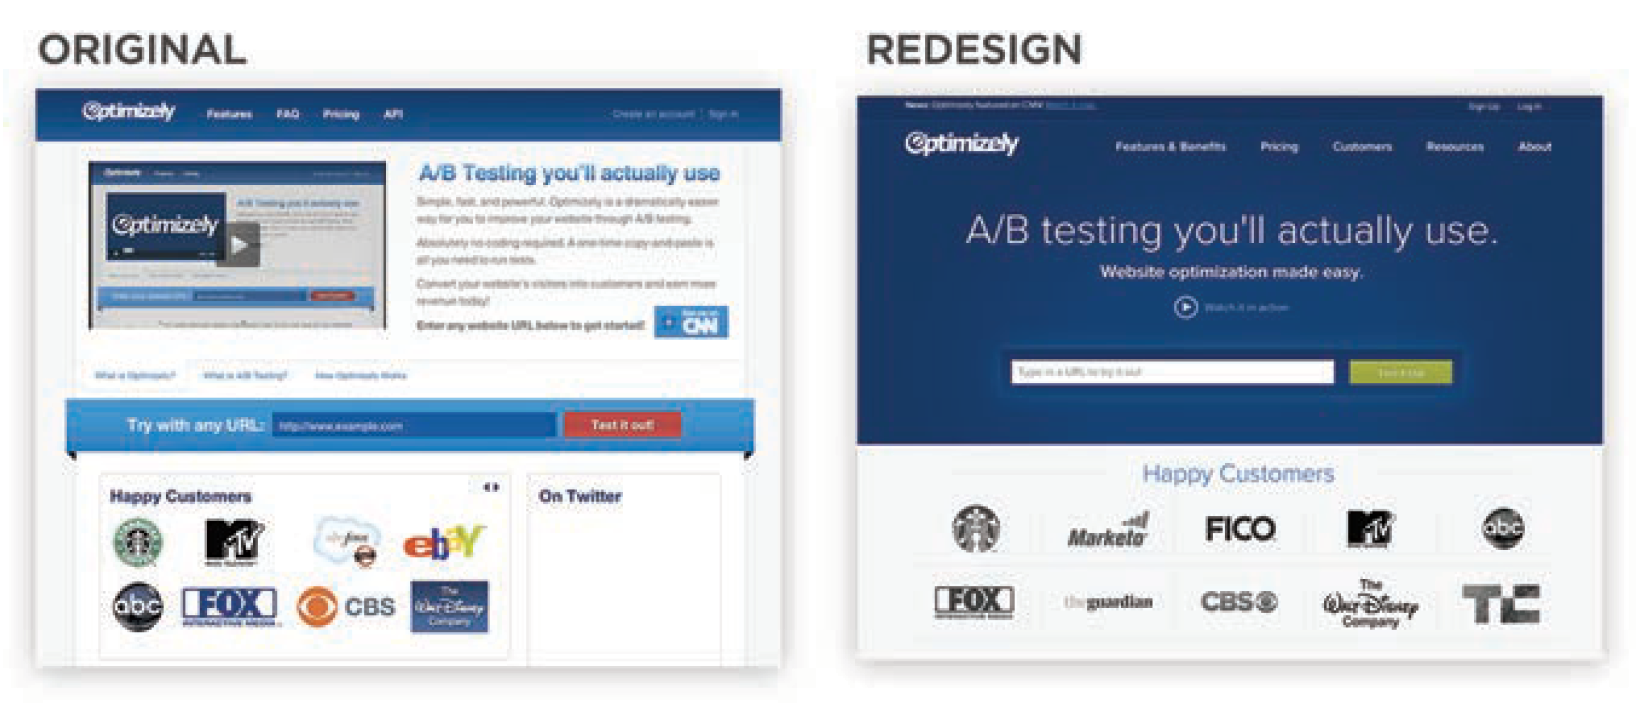 ORIGINAL
Optimizely Features FAQ Pricing API Create an account | Sign in
Optimizely
A/B Testing you'll actually use
Simple, fast, and powerful. Optimizely is a dramatically easier
way for you to improve your website through A/B testing.
Absolutely no coding required. A one-time copy-and-paste is
all you need to run tests.
Convert your website's visitors into customers and earn more
revenue today!
Enter any website URL below to get started!
CNN
What is Optimizely? What is A/B Testing? How Optimizely Works
Try with any URL: http://www.example.com Test it out!
Happy Customers
MTV
ebay
abc
FOX
INTERACTIVE MEDIA
CBS
The
Walt Disney
Company
On Twitter
REDESIGN
News: Optimizely featured on CNN Sign Up Log In
Optimizely Features & Benefits Pricing Customers Resources About
A/B testing you'll actually use.
Website optimization made easy.
Watch it in action
Type in a URL to try it out Test it Out
Happy Customers
Marketo FICO MTV abc
FOX
INTERACTIVE MEDIA
theguardian
CBS
The
Walt Disney
Company
TC